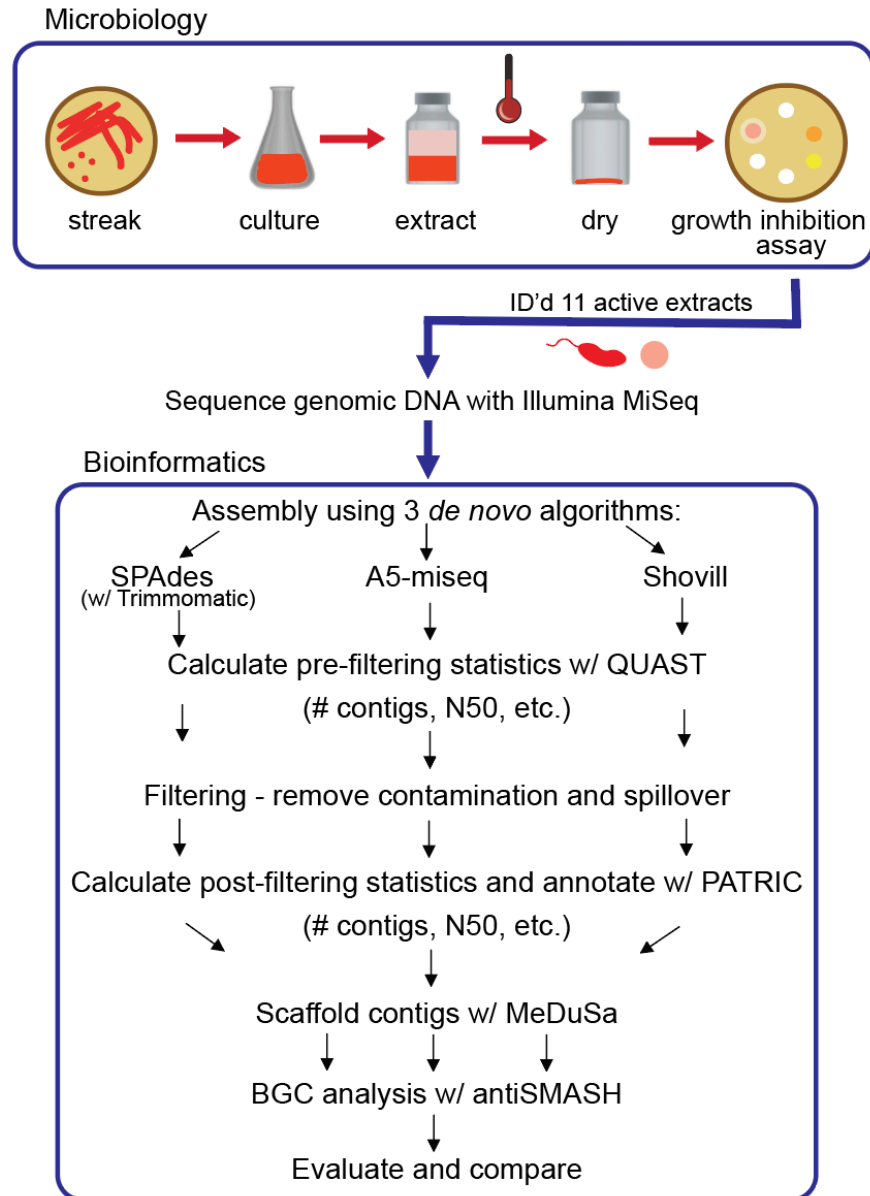 Microbiology
streak
culture
extract
dry
growth inhibition
assay
ID'd 11 active extracts
Sequence genomic DNA with Illumina MiSeq
Bioinformatics
Assembly using 3 de novo algorithms:
SPAdes
(w/ Trimmomatic)
A5-miseq
Shovill
Calculate pre-filtering statistics w/ QUAST
(# contigs, N50, etc.)
Filtering - remove contamination and spillover
Calculate post-filtering statistics and annotate w/ PATRIC
(# contigs, N50, etc.)
Scaffold contigs w/ MeDuSa
BGC analysis w/ antiSMASH
Evaluate and compare